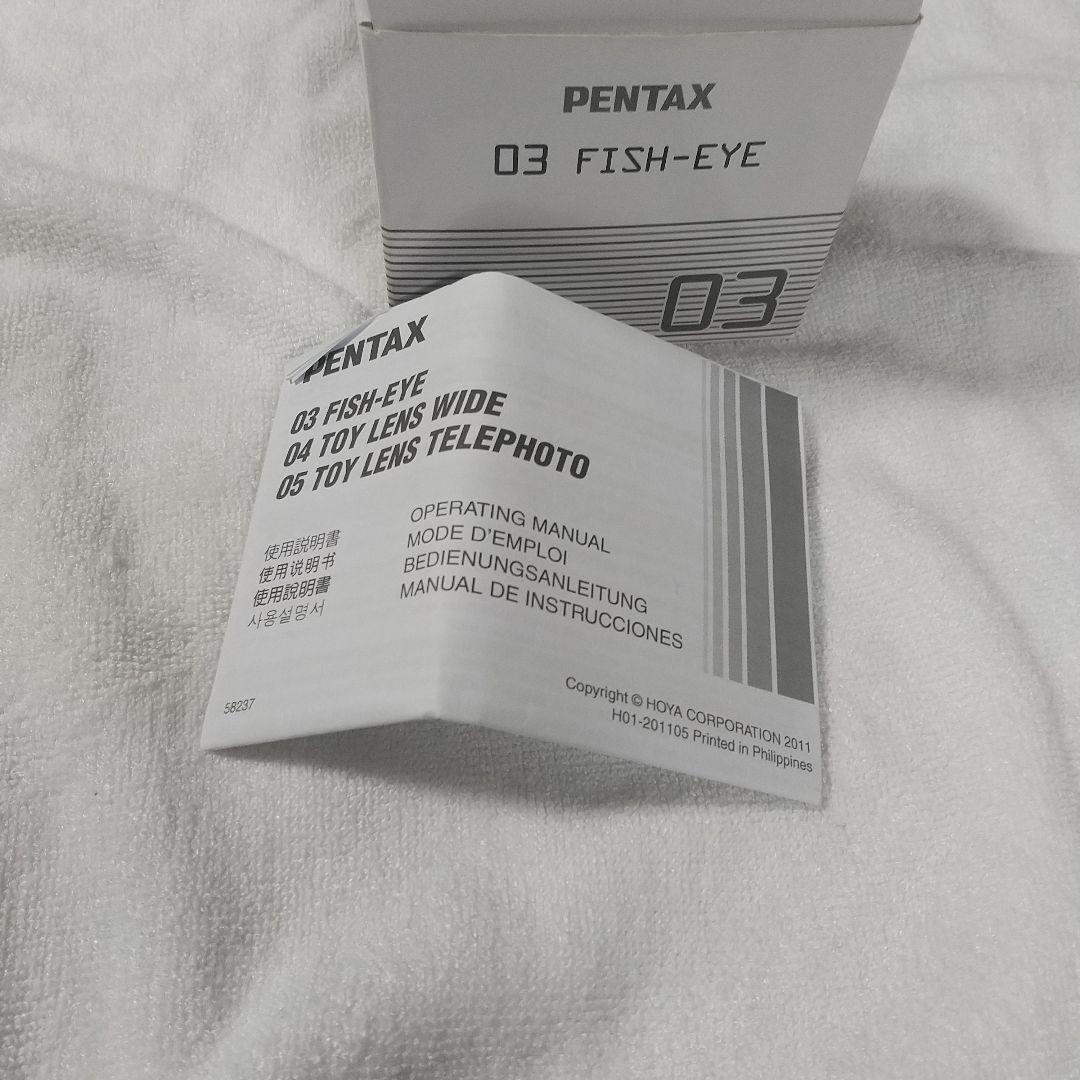 PENTAX
03 FISH-EYE
03
PENTAX
03 FISH-EYE
04 TOY LENS WIDE
05 TOY LENS TELEPHOTO
使用説明書
使用说明书
使用說明書
사용설명서
OPERATING MANUAL
MODE D'EMPLOI
BEDIENUNGSANLEITUNG
MANUAL DE INSTRUCCIONES
58237
Copyright © HOYA CORPORATION 2011
H01-201105 Printed in Philippines